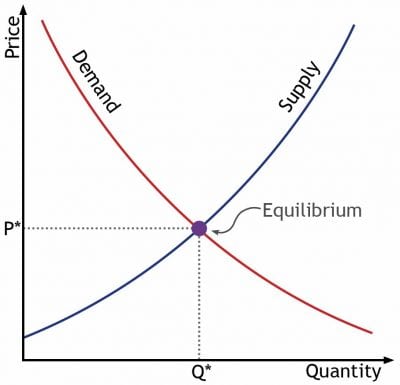 Price
Demand
Supply
Equilibrium
P*
Q*
Quantity